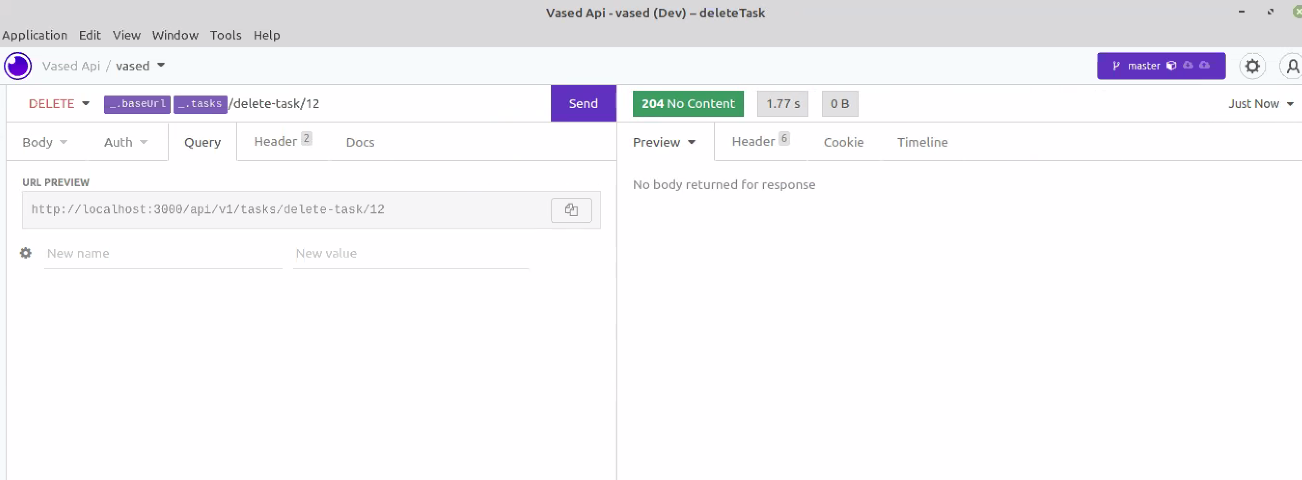 Vased Api - vased (Dev) – deleteTask
Application Edit View Window Tools Help
Vased Api / vased
master
DELETE _.baseUrl _.tasks /delete-task/12 Send
204 No Content 1.77 s 0 B Just Now
Body Auth Query Header 2 Docs
Preview Header 6 Cookie Timeline
URL PREVIEW
http://localhost:3000/api/v1/tasks/delete-task/12
New name New value
No body returned for response